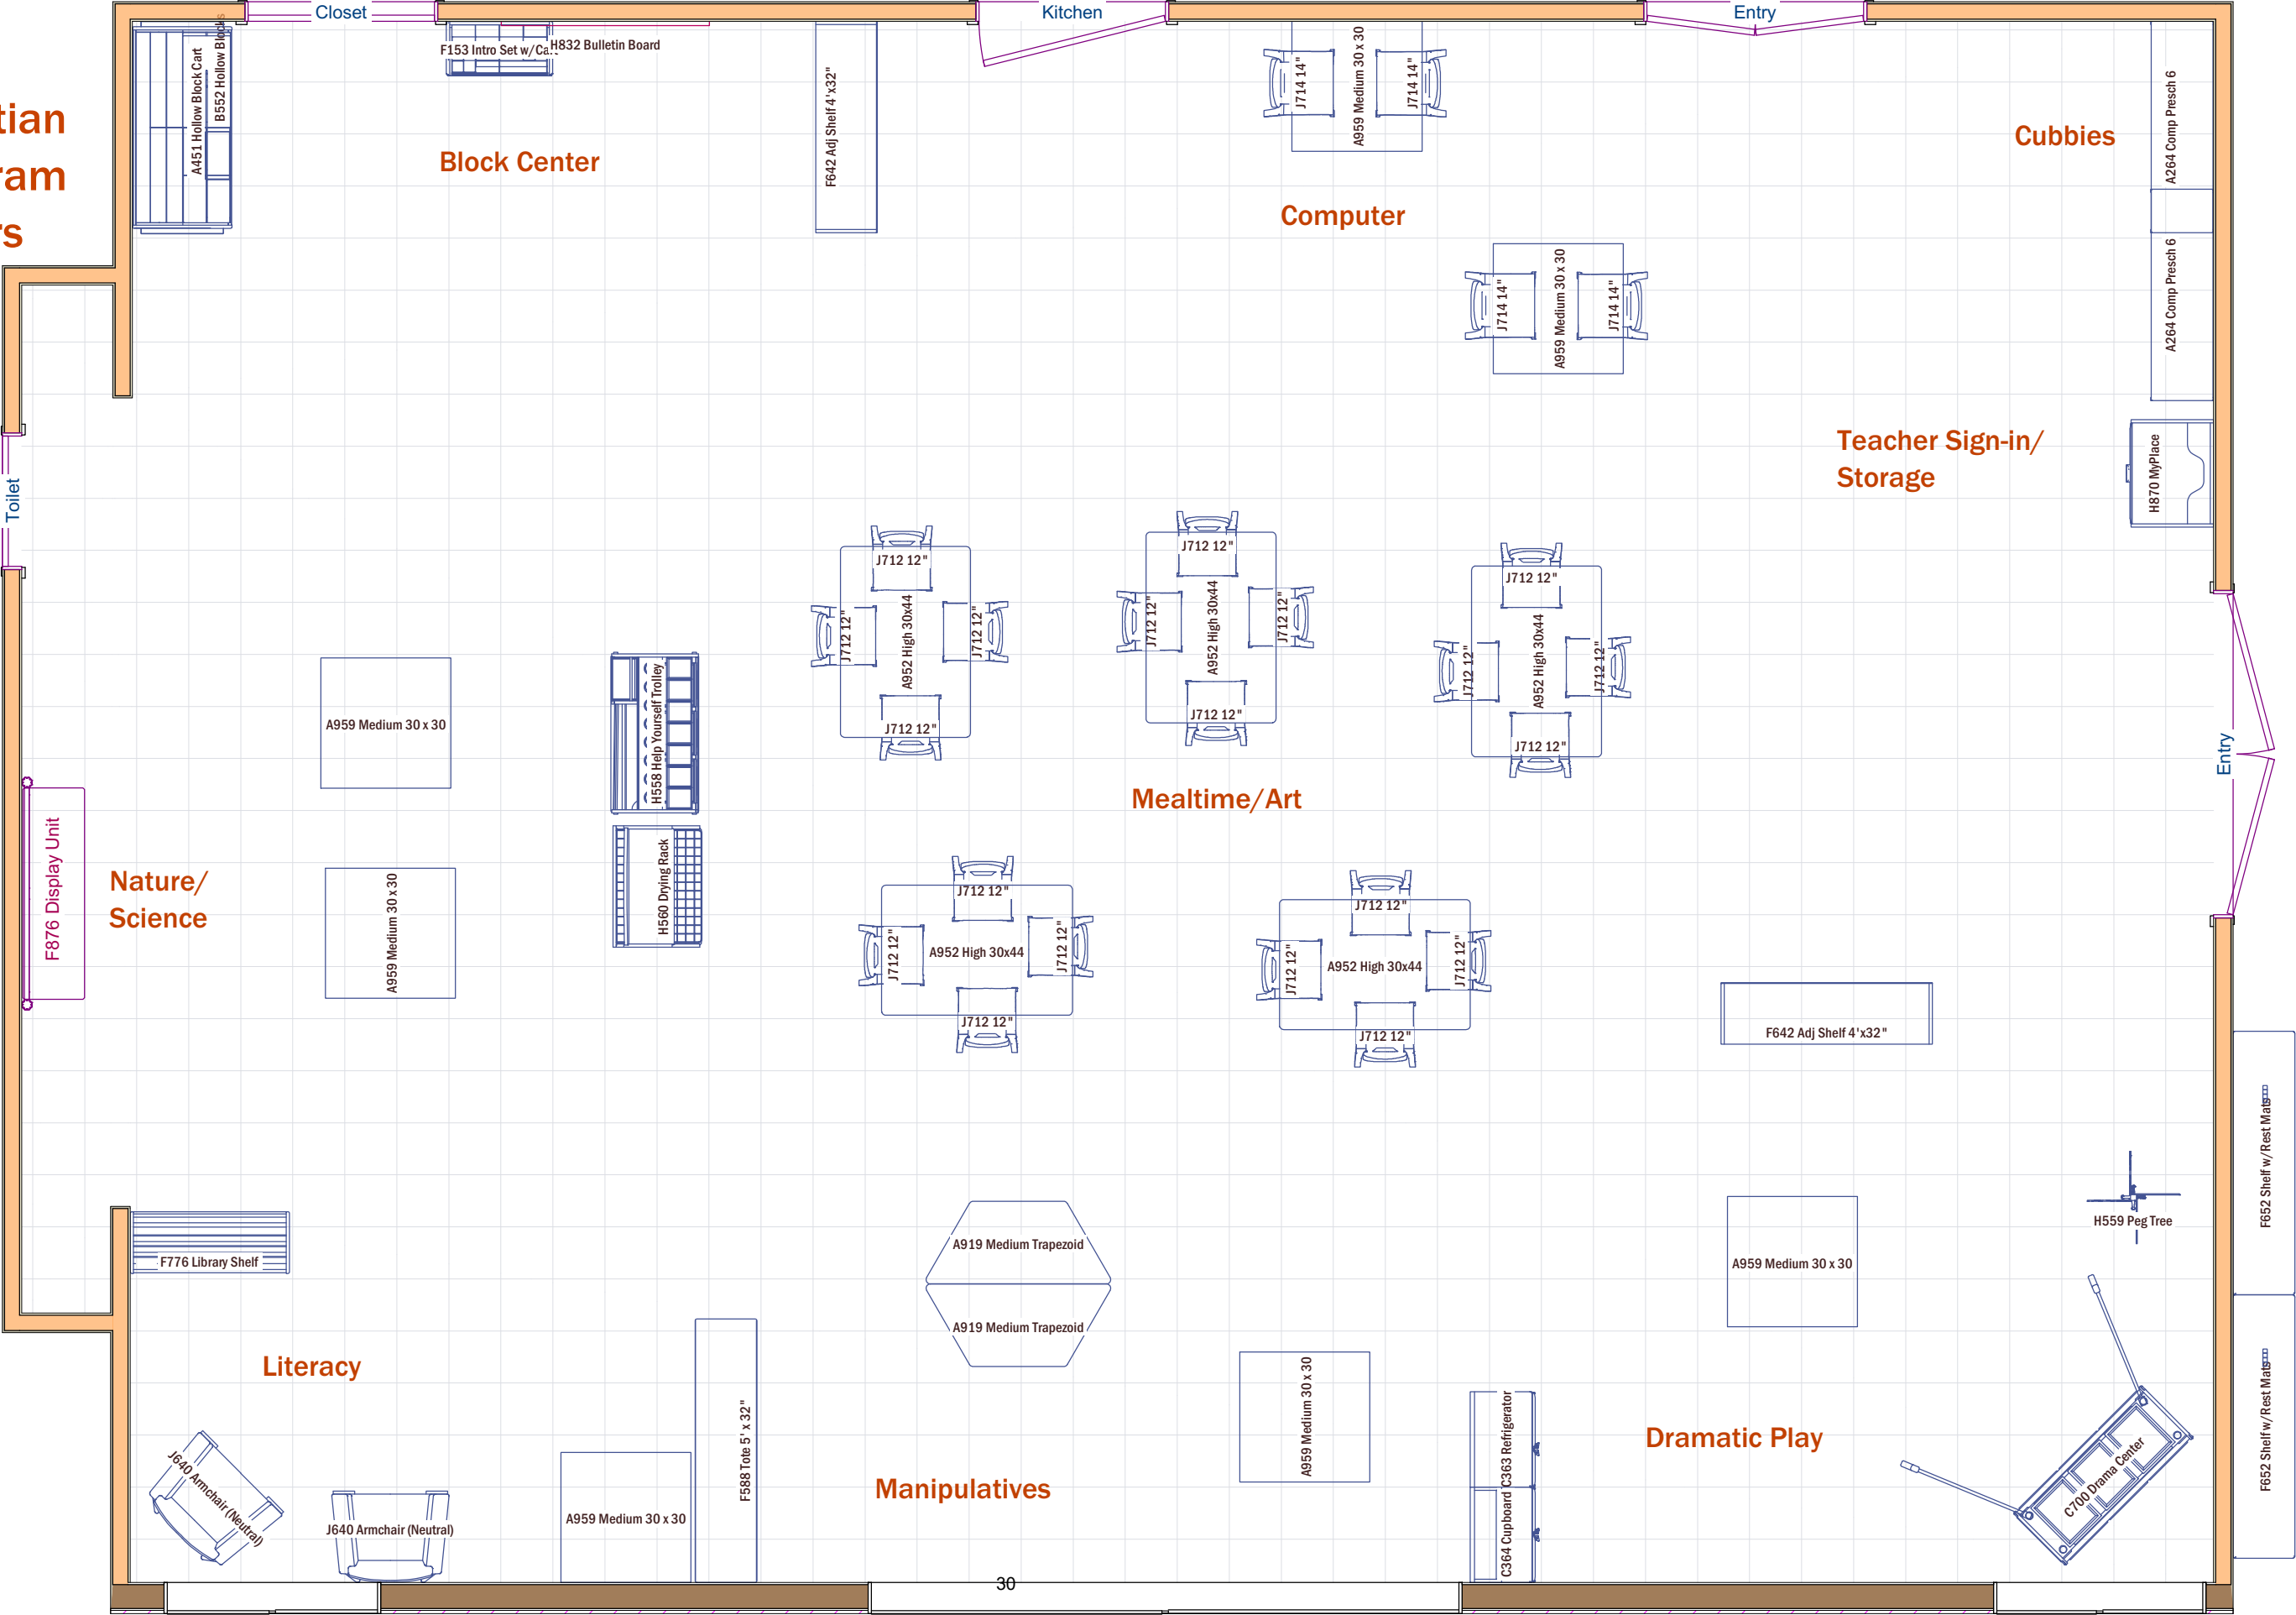 Closet
Kitchen
Entry
tian
ram
rs
A451 Hollow Block Cart
B552 Hollow Blocks
F153 Intro Set w/Ca
H832 Bulletin Board
Block Center
F642 Adj Shelf 4'x32"
J714 14"
A959 Medium 30 x 30
J714 14"
Computer
Cubbies
A264 Comp Presch 6
A264 Comp Presch 6
J714 14"
A959 Medium 30 x 30
J714 14"
Teacher Sign-in/
Storage
H870 MyPlace
Toilet
J712 12"
J712 12"
A952 High 30x44
J712 12"
J712 12"
J712 12"
J712 12"
A952 High 30x44
J712 12"
J712 12"
J712 12"
J712 12"
A952 High 30x44
J712 12"
J712 12"
A959 Medium 30 x 30
H558 Help Yourself Trolley
Entry
Mealtime/Art
F876 Display Unit
Nature/
Science
A959 Medium 30 x 30
H560 Drying Rack
J712 12"
J712 12"
A952 High 30x44
J712 12"
J712 12"
J712 12"
J712 12"
A952 High 30x44
J712 12"
J712 12"
F642 Adj Shelf 4'x32"
F652 Shelf w/Rest Mats
H559 Peg Tree
F776 Library Shelf
A919 Medium Trapezoid
A919 Medium Trapezoid
A959 Medium 30 x 30
Literacy
F588 Tote 5' x 32"
A959 Medium 30 x 30
C363 Refrigerator
Dramatic Play
F652 Shelf w/Rest Mats
J640 Armchair (Neutral)
J640 Armchair (Neutral)
A959 Medium 30 x 30
Manipulatives
C364 Cupboard
C700 Drama Center
30